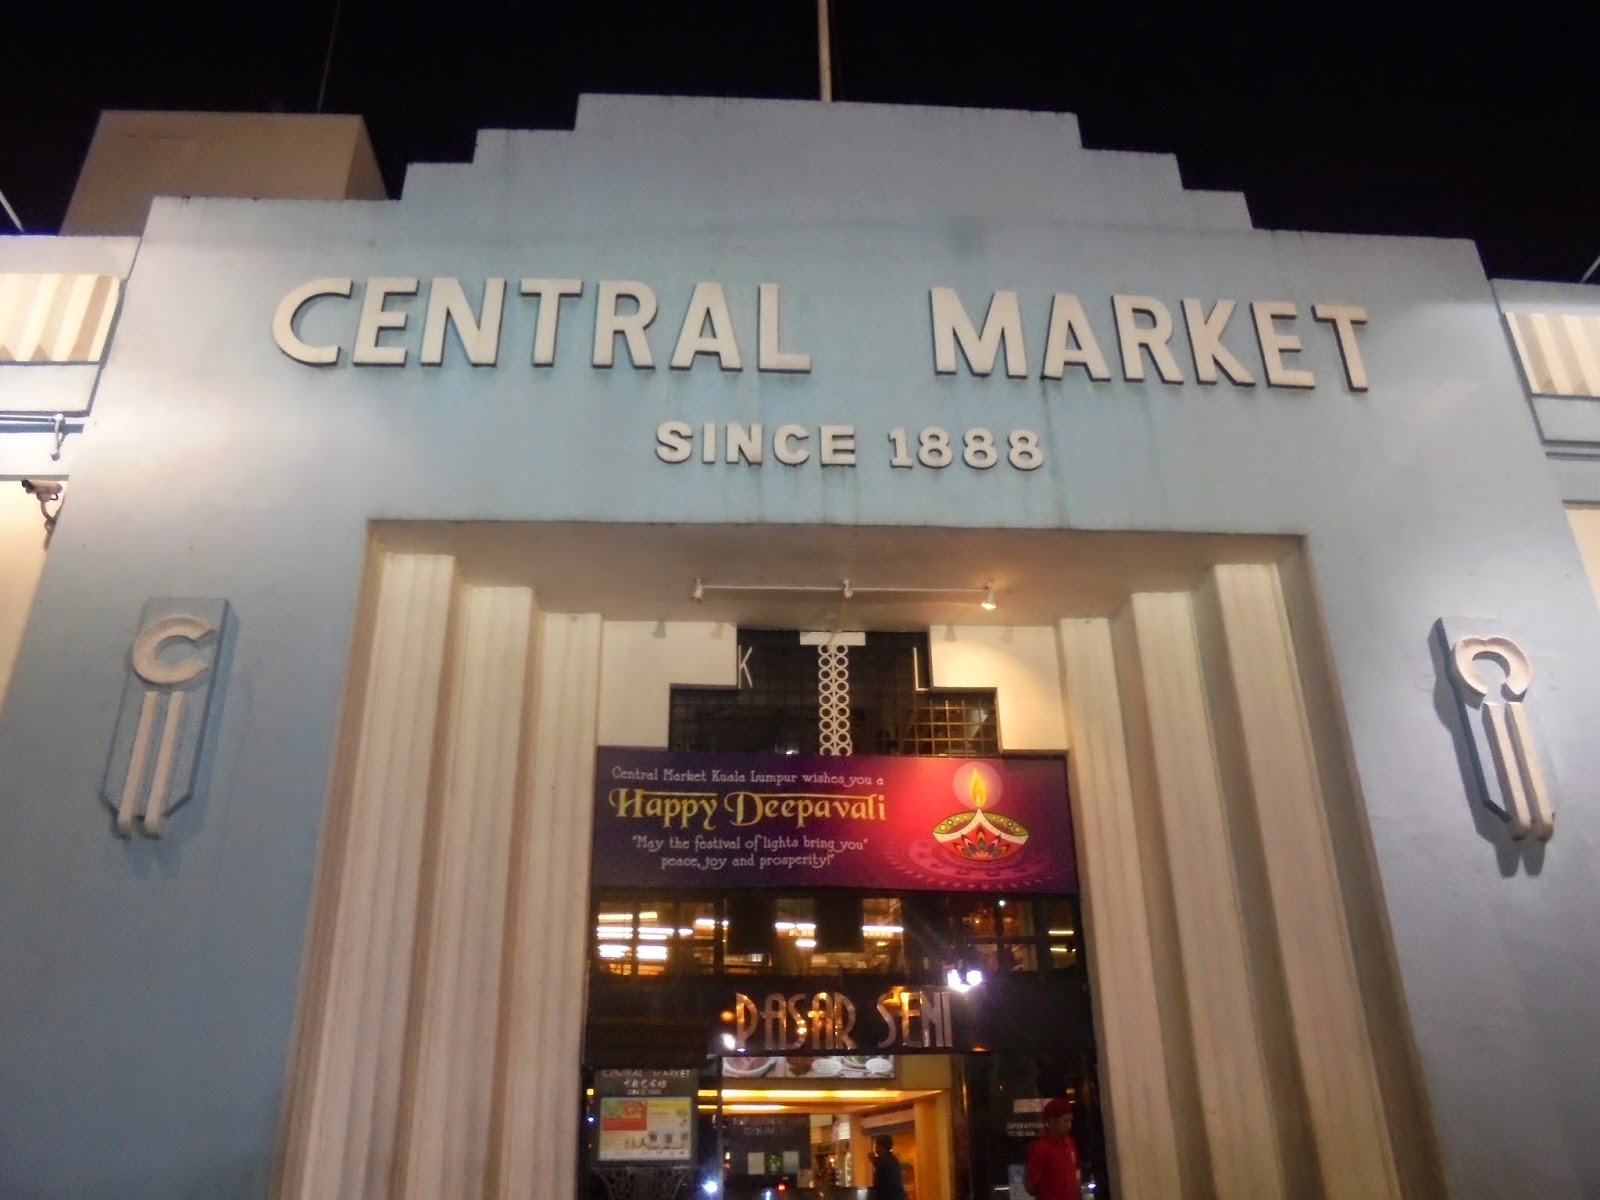 CENTRAL MARKET
SINCE 1888
K L
Central Market Kuala Lumpur wishes you a
Happy Deepavali
"May the festival of lights bring you"
peace, joy and prosperity!"
PASAR SENI
CENTRAL MARKET